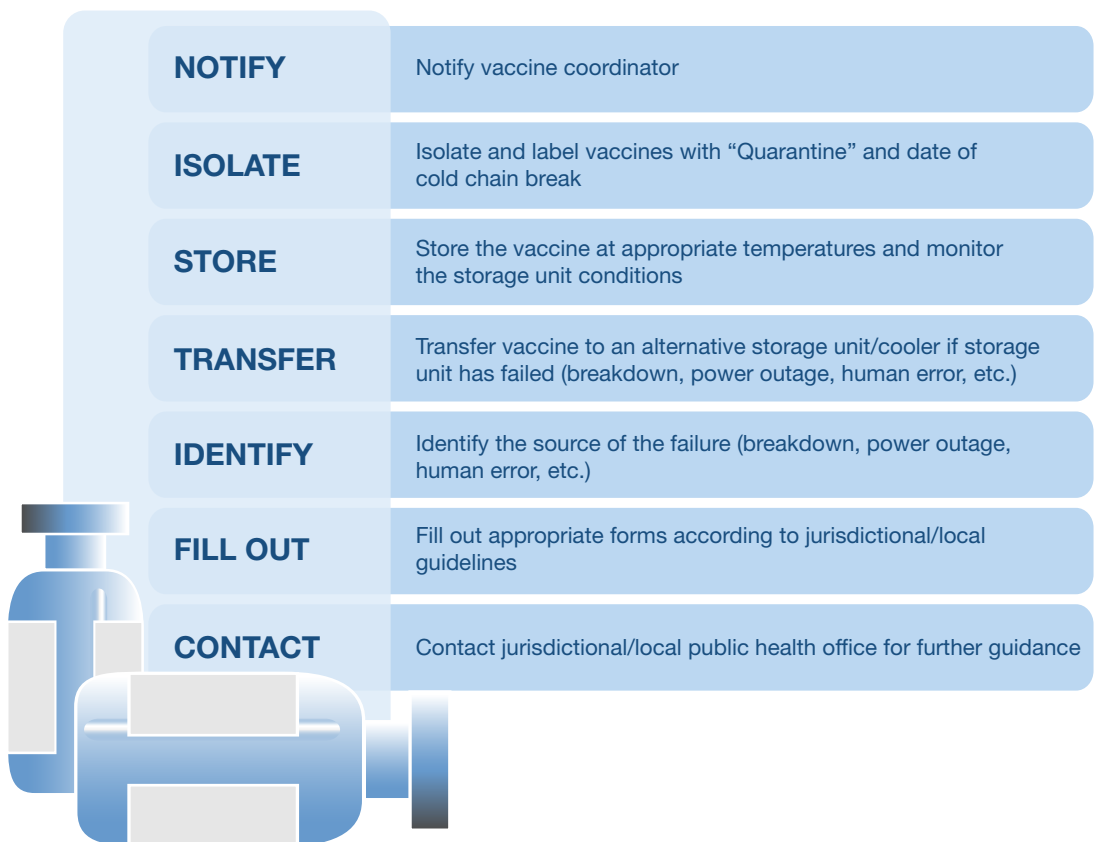 NOTIFY
Notify vaccine coordinator
ISOLATE
Isolate and label vaccines with “Quarantine” and date of
cold chain break
STORE
Store the vaccine at appropriate temperatures and monitor
the storage unit conditions
TRANSFER
Transfer vaccine to an alternative storage unit/cooler if storage
unit has failed (breakdown, power outage, human error, etc.)
IDENTIFY
Identify the source of the failure (breakdown, power outage,
human error, etc.)
FILL OUT
Fill out appropriate forms according to jurisdictional/local
guidelines
CONTACT
Contact jurisdictional/local public health office for further guidance